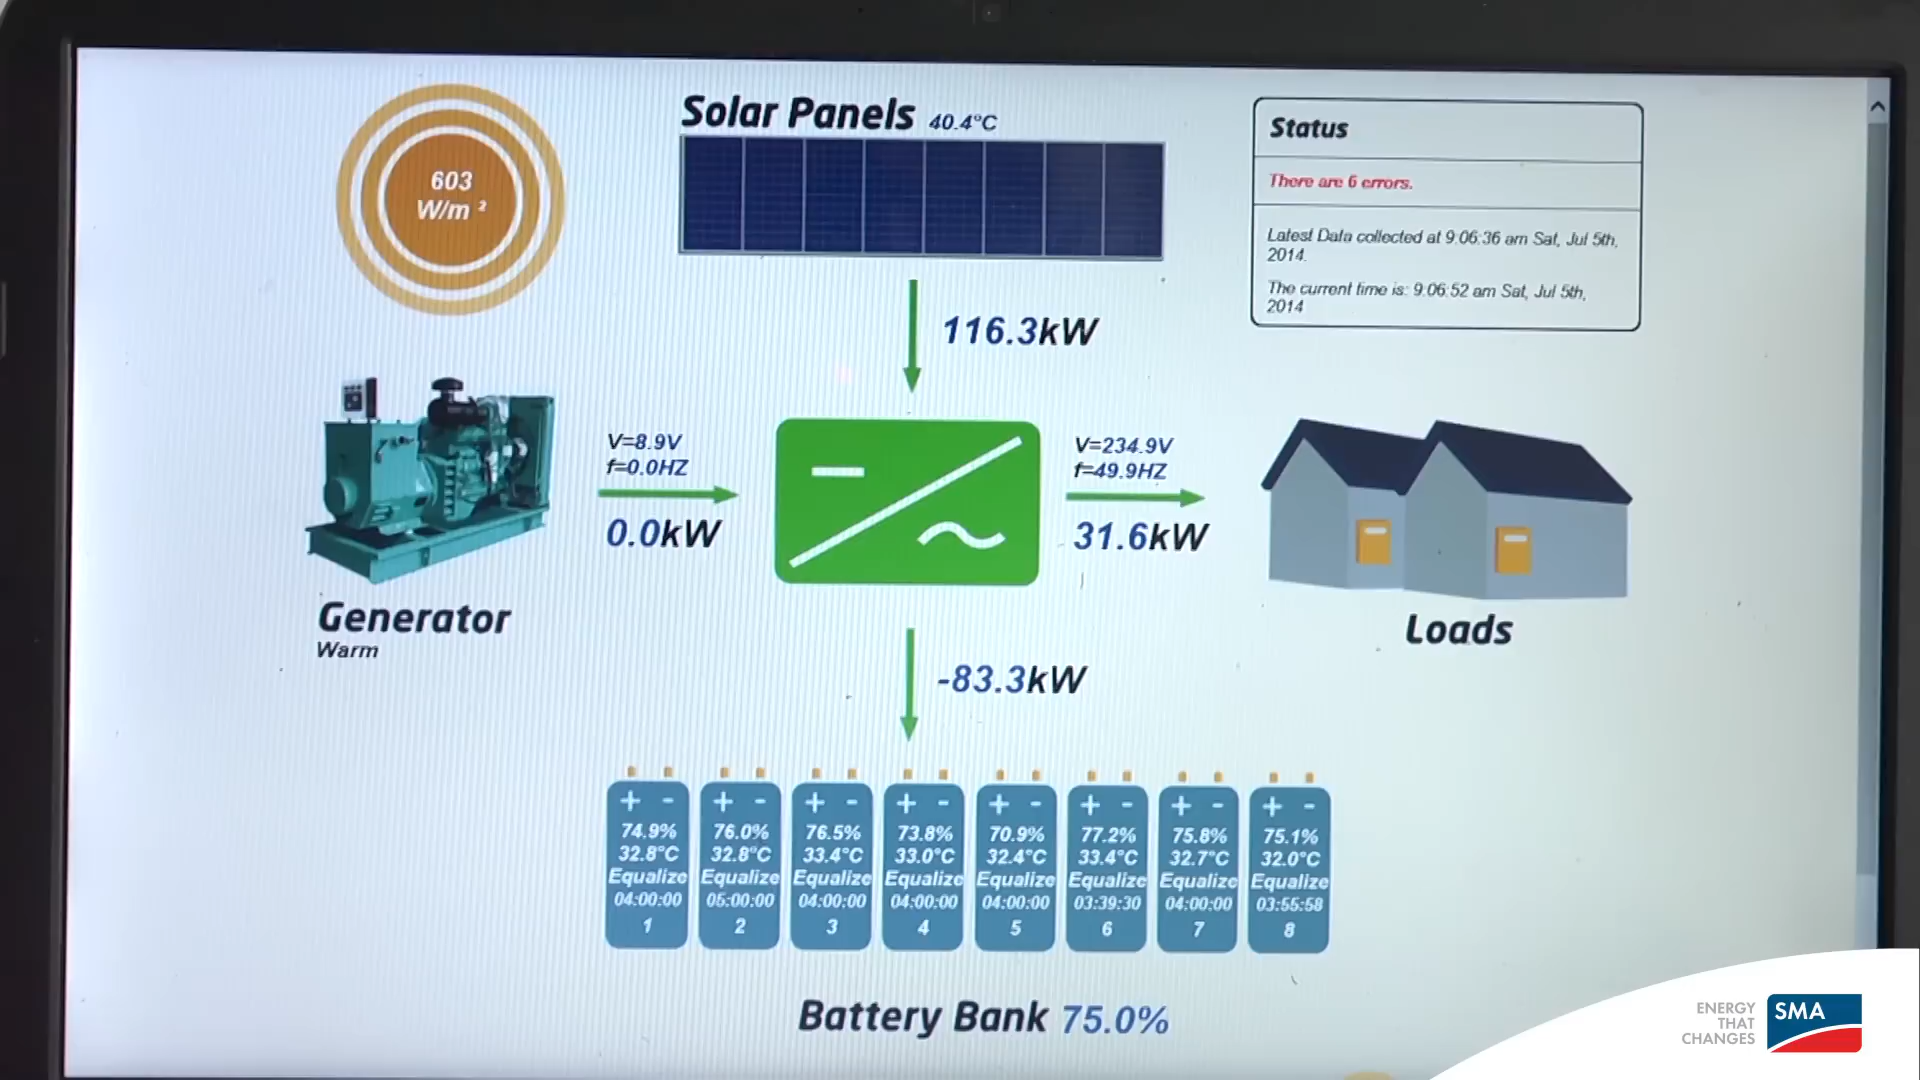 603
W/m ²
Solar Panels 40.4°C
Status
There are 6 errors.
Latest Data collected at 9:06:36 am Sat, Jul 5th,
2014.
The current time is: 9:06:52 am Sat, Jul 5th,
2014
116.3kW
V=8.9V
f=0.0HZ
0.0kW
V=234.9V
f=49.9HZ
31.6kW
Generator
Warm
Loads
-83.3kW
+ -
74.9%
32.8°C
Equalize
04:00:00
1
+ -
76.0%
32.8°C
Equalize
05:00:00
2
+ -
76.5%
33.4°C
Equalize
04:00:00
3
+ -
73.8%
33.0°C
Equalize
04:00:00
4
+ -
70.9%
32.4°C
Equalize
04:00:00
5
+ -
77.2%
33.4°C
Equalize
03:39:30
6
+ -
75.8%
32.7°C
Equalize
04:00:00
7
+ -
75.1%
32.0°C
Equalize
03:55:58
8
Battery Bank 75.0%
ENERGY
THAT
CHANGES
SMA